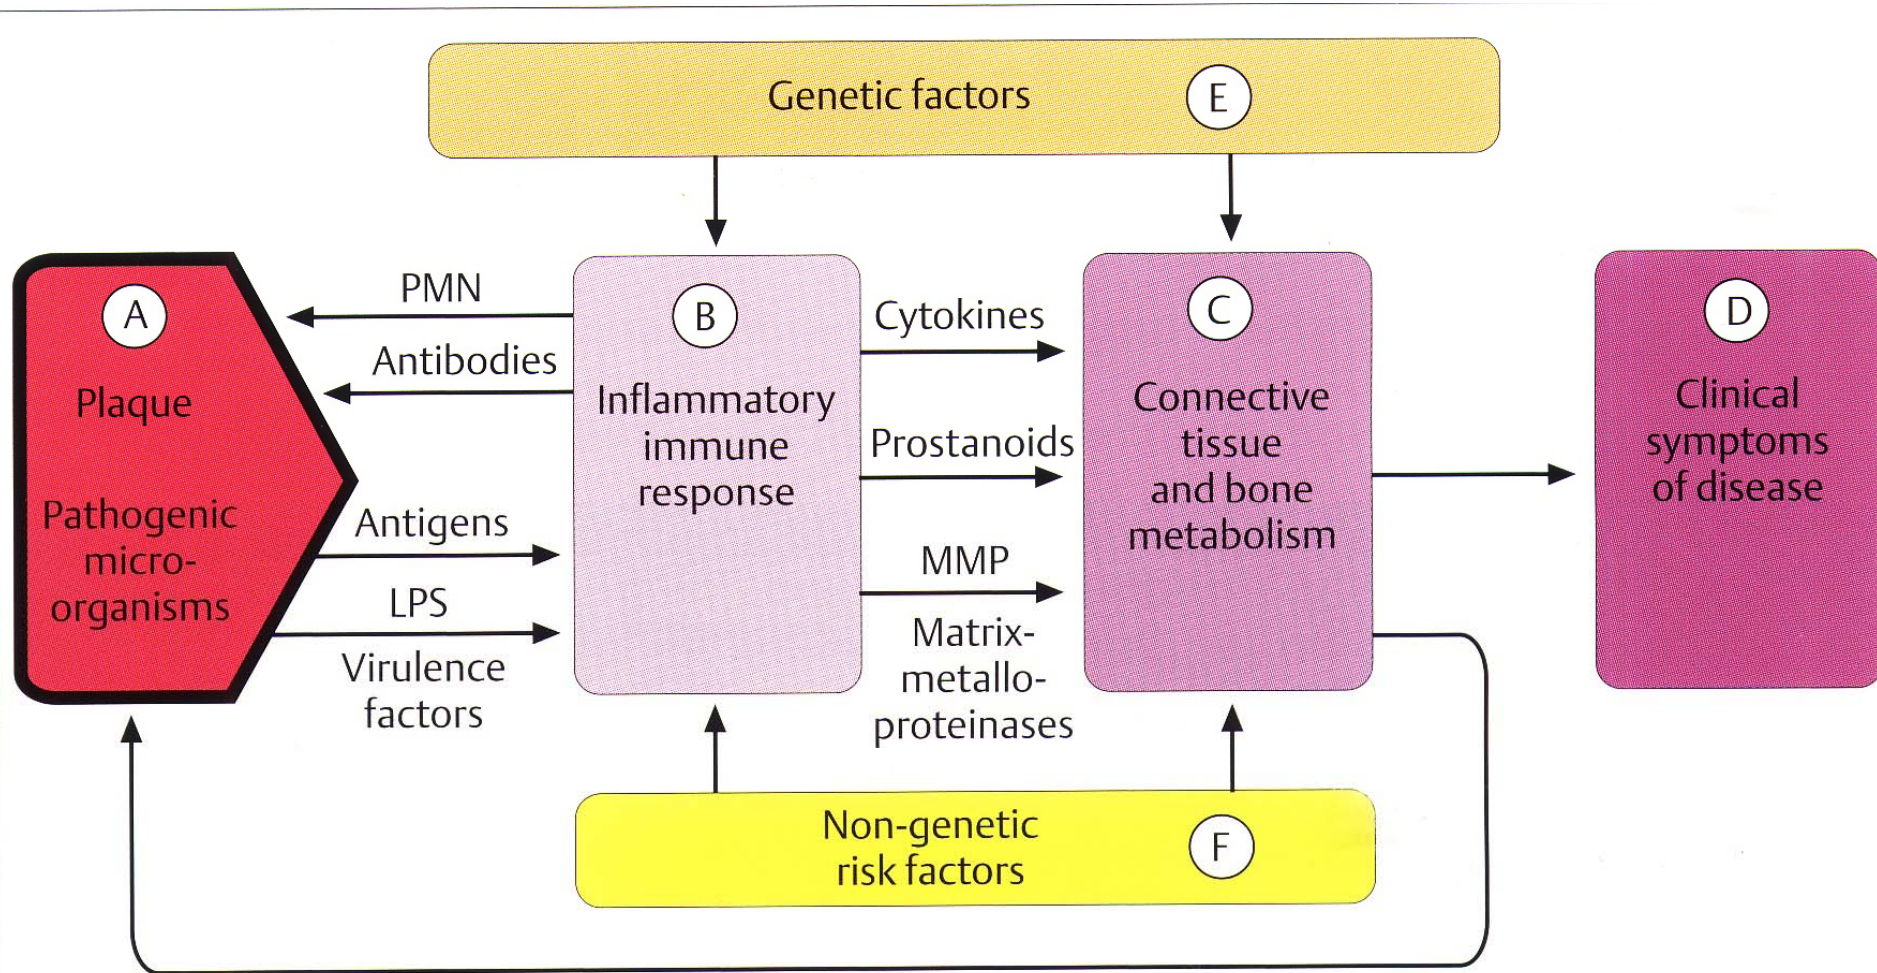 Genetic factors
E
A
Plaque
Pathogenic
micro-
organisms
PMN
Antibodies
Antigens
LPS
Virulence
factors
B
Inflammatory
immune
response
Cytokines
Prostanoids
MMP
Matrix-
metallo-
proteinases
C
Connective
tissue
and bone
metabolism
D
Clinical
symptoms
of disease
Non-genetic
risk factors
F